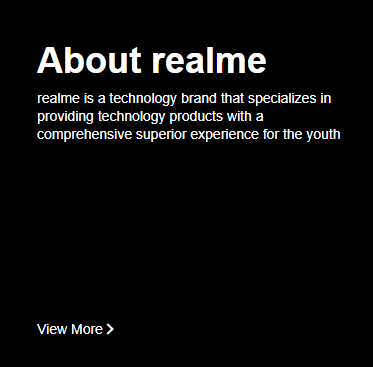 About realme
realme is a technology brand that specializes in
providing technology products with a
comprehensive superior experience for the youth
View More